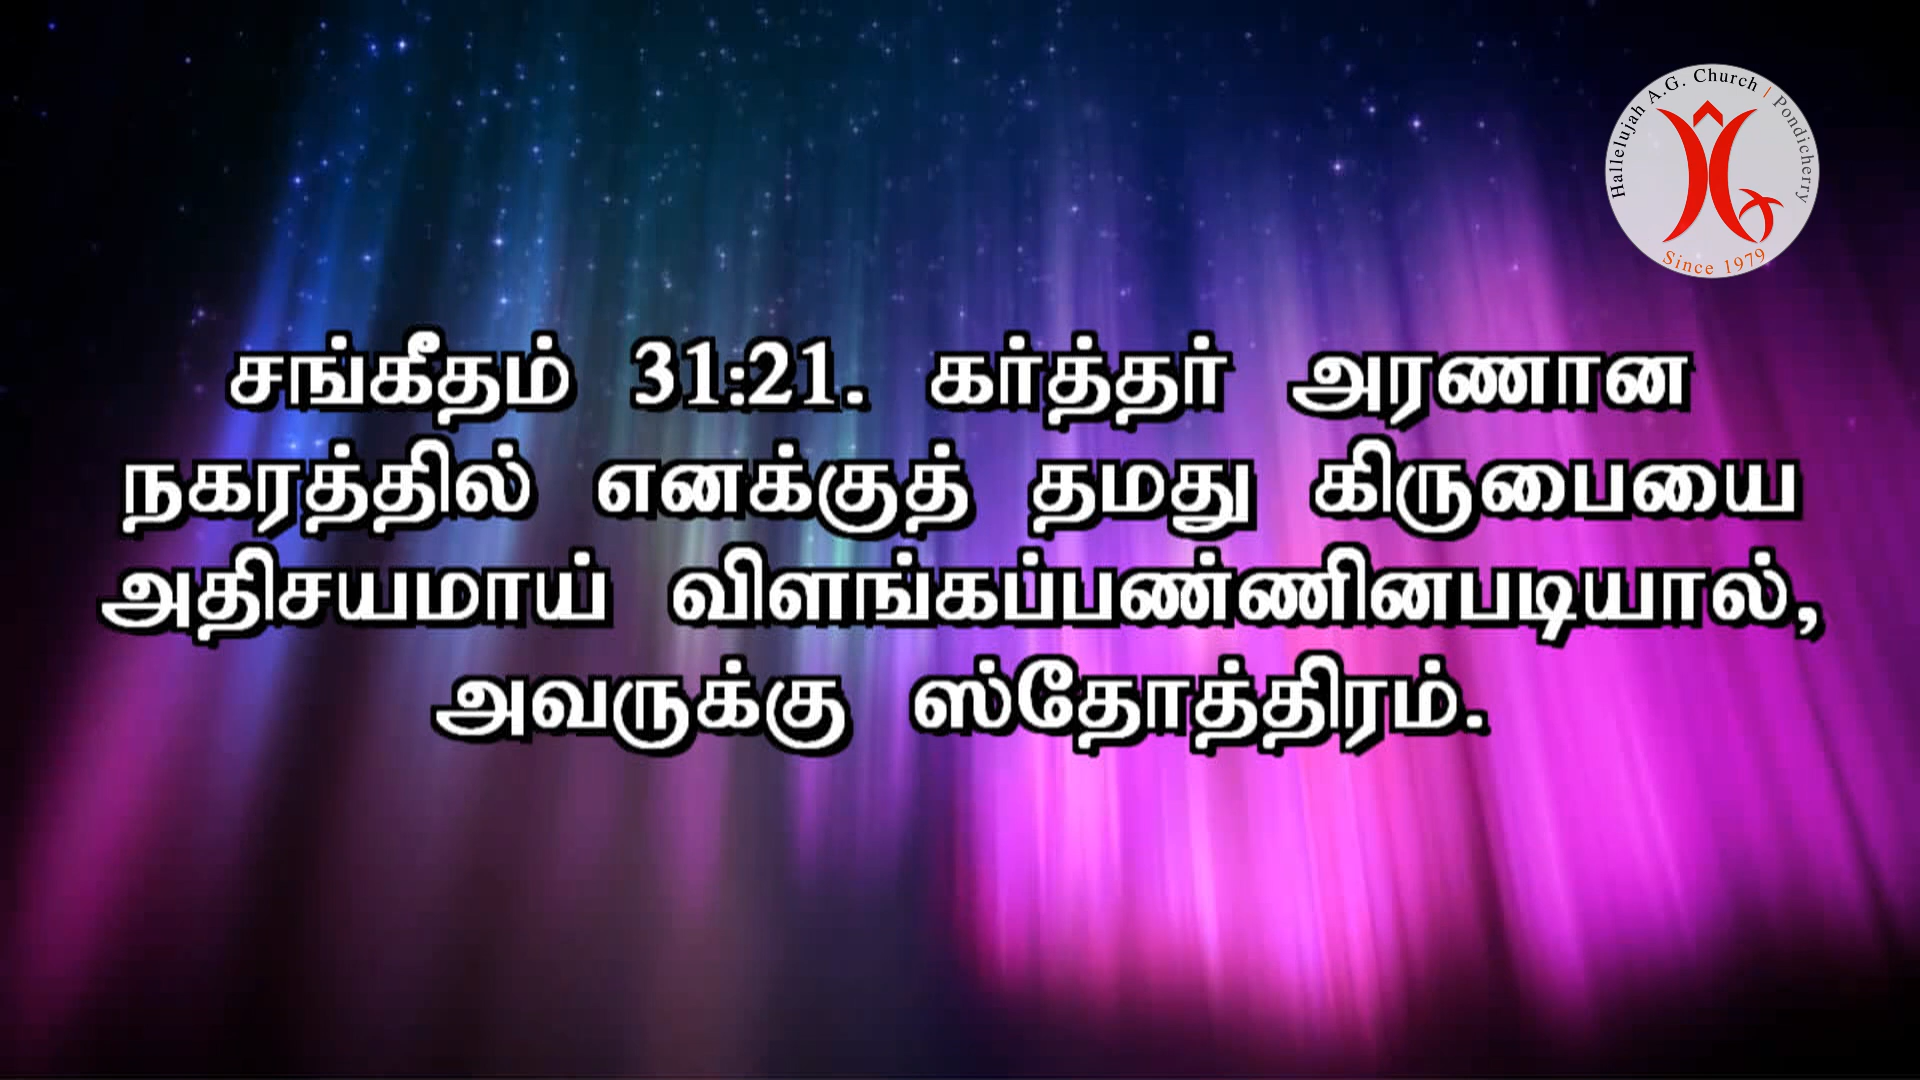 Hallelujah A.G. Church | Pondicherry
Since 1979
சங்கீதம் 31:21. கர்த்தர் அரணான
நகரத்தில் எனக்குத் தமது கிருபையை
அதிசயமாய் விளங்கப்பண்ணினபடியால்,
அவருக்கு ஸ்தோத்திரம்.